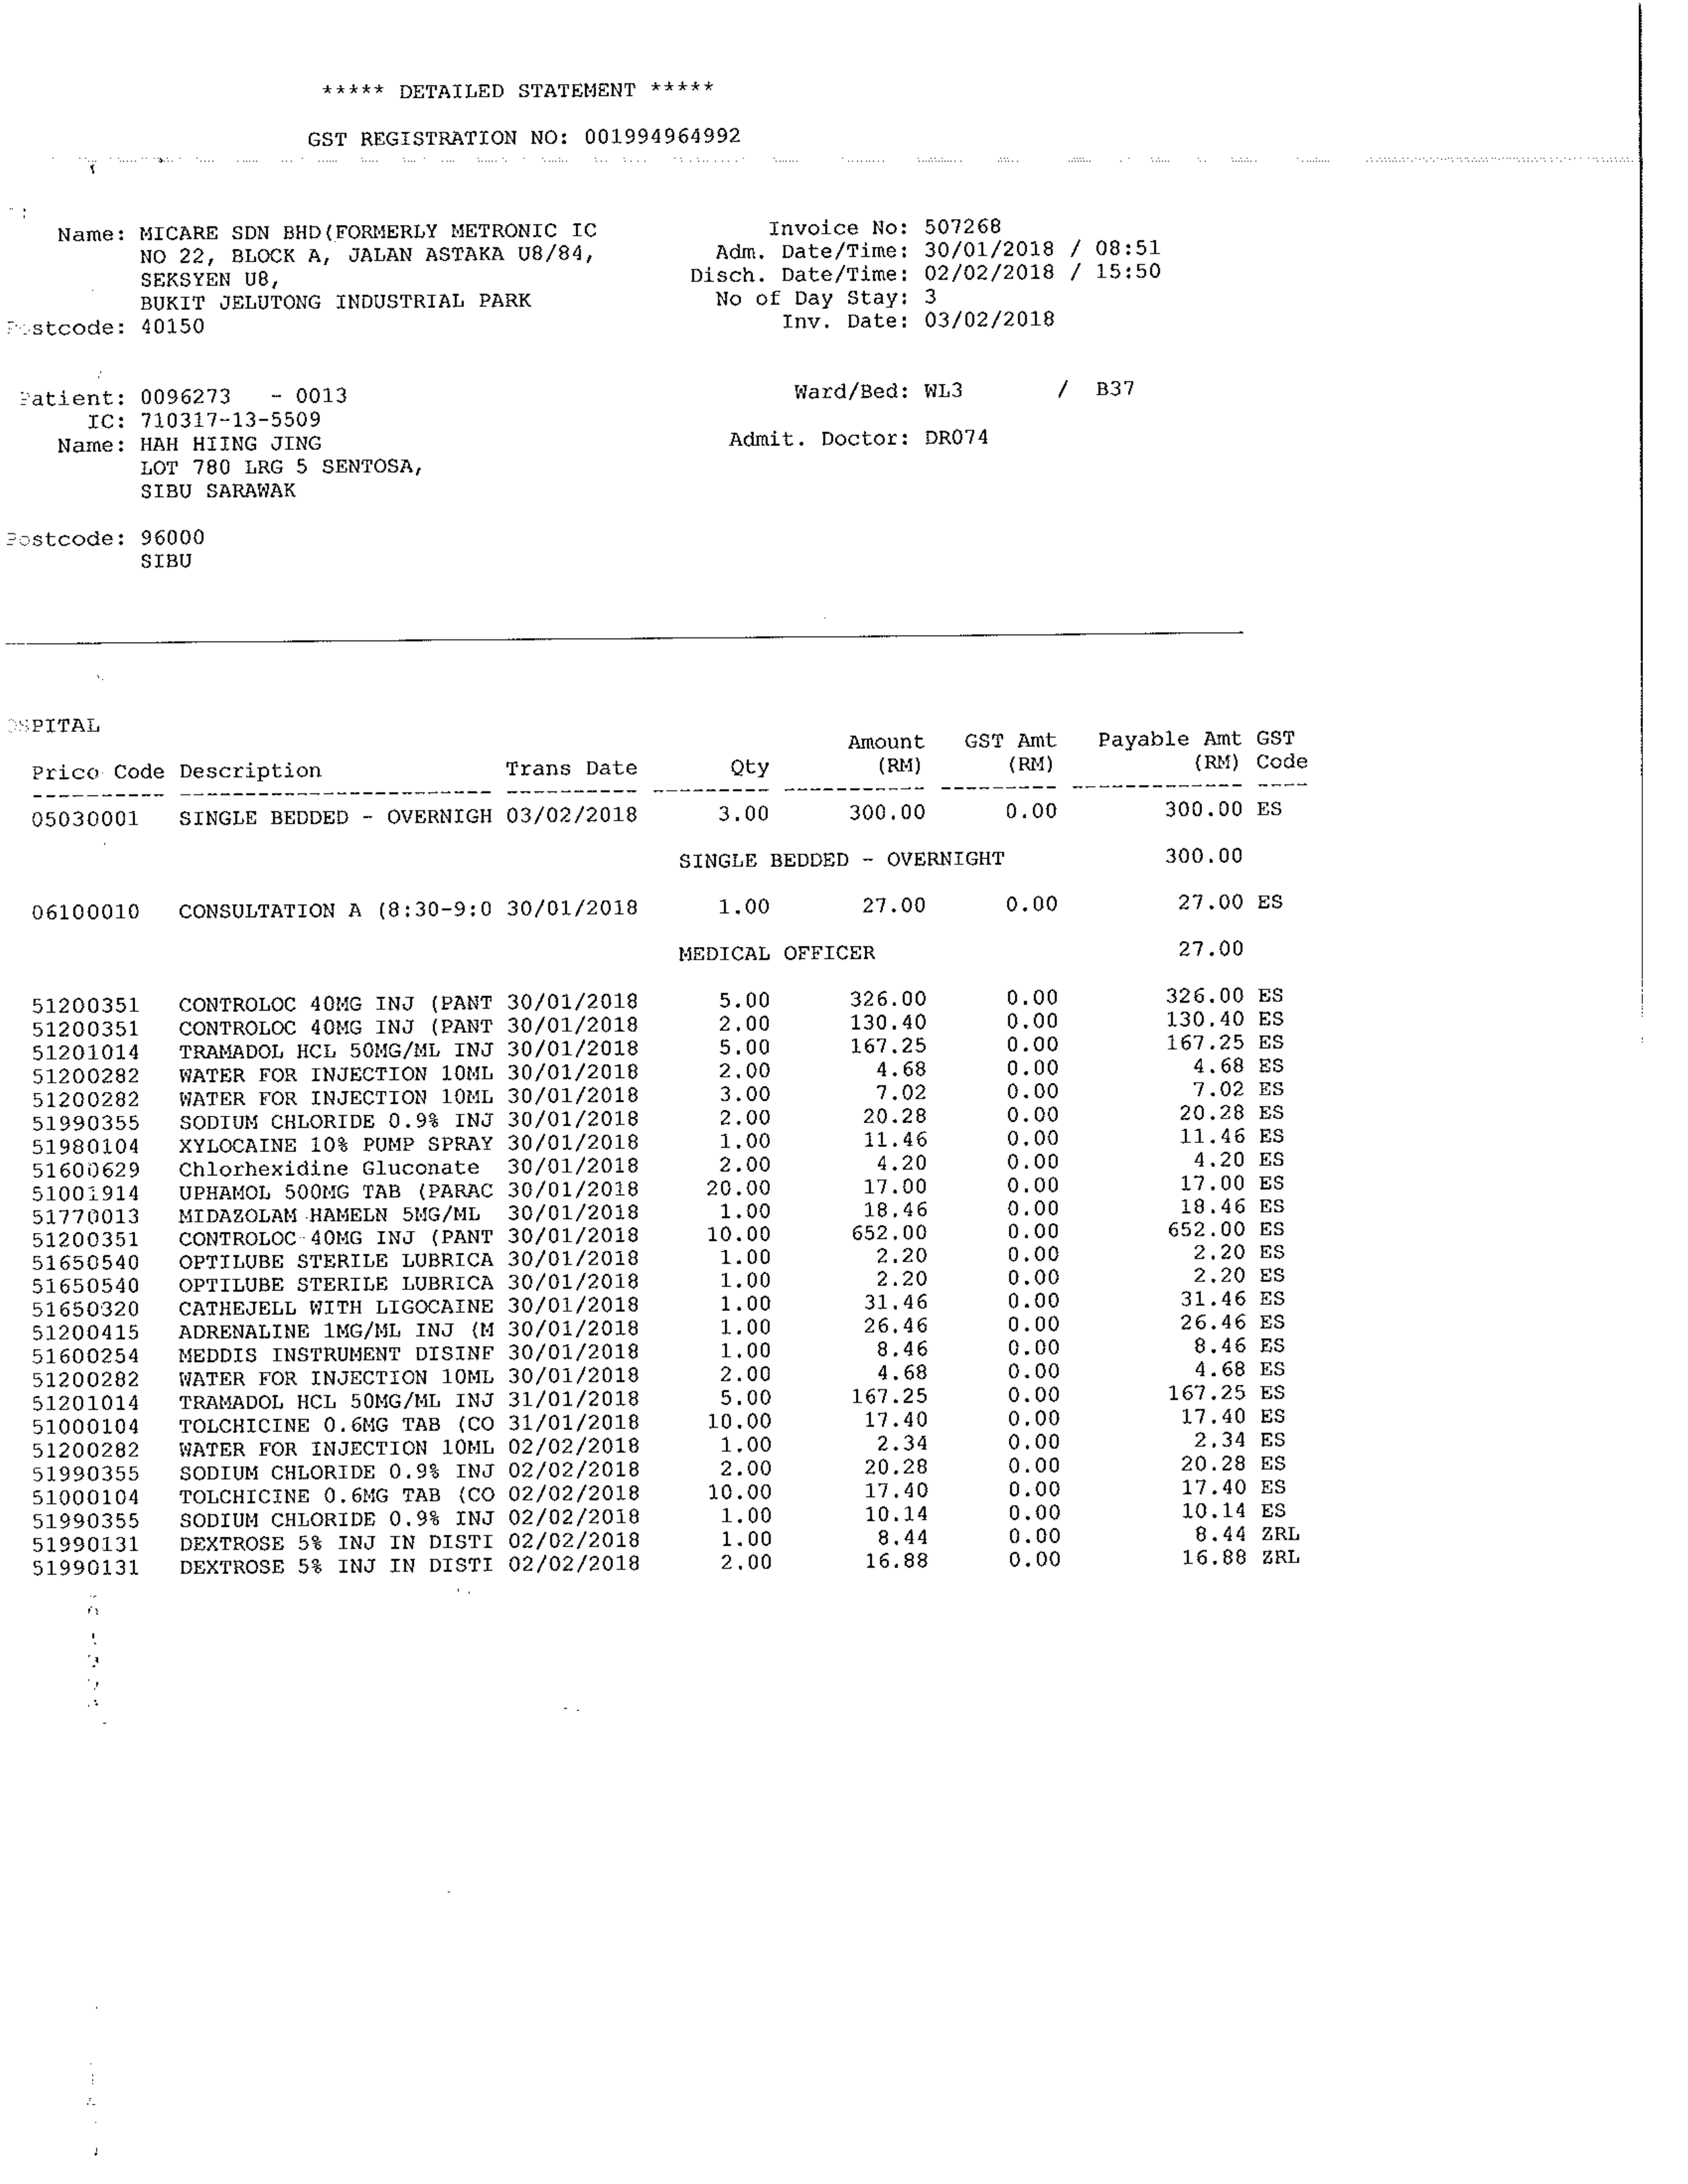 ***** DETAILED STATEMENT *****
GST REGISTRATION NO: 001994964992
Name: MICARE SDN BHD(FORMERLY METRONIC IC
NO 22, BLOCK A, JALAN ASTAKA U8/84,
SEKSYEN U8,
BUKIT JELUTONG INDUSTRIAL PARK
Postcode: 40150
Invoice No: 507268
Adm. Date/Time: 30/01/2018 / 08:51
Disch. Date/Time: 02/02/2018 / 15:50
No of Day Stay: 3
Inv. Date: 03/02/2018
Patient: 0096273 - 0013
IC: 710317-13-5509
Name: HAH HIING JING
LOT 780 LRG 5 SENTOSA,
SIBU SARAWAK
Postcode: 96000
SIBU
Ward/Bed: WL3 / B37
Admit. Doctor: DR074
OSPITAL
Amount GST Amt Payable Amt GST
Price Code Description Trans Date Qty (RM) (RM) (RM) Code
05030001 SINGLE BEDDED - OVERNIGH 03/02/2018 3.00 300.00 0.00 300.00 ES
SINGLE BEDDED - OVERNIGHT 300.00
06100010 CONSULTATION A (8:30-9:0 30/01/2018 1.00 27.00 0.00 27.00 ES
MEDICAL OFFICER 27.00
51200351 CONTROLOC 40MG INJ (PANT 30/01/2018 5.00 326.00 0.00 326.00 ES
51200351 CONTROLOC 40MG INJ (PANT 30/01/2018 2.00 130.40 0.00 130.40 ES
51201014 TRAMADOL HCL 50MG/ML INJ 30/01/2018 5.00 167.25 0.00 167.25 ES
51200282 WATER FOR INJECTION 10ML 30/01/2018 2.00 4.68 0.00 4.68 ES
51200282 WATER FOR INJECTION 10ML 30/01/2018 3.00 7.02 0.00 7.02 ES
51990355 SODIUM CHLORIDE 0.9% INJ 30/01/2018 2.00 20.28 0.00 20.28 ES
51980104 XYLOCAINE 10% PUMP SPRAY 30/01/2018 1.00 11.46 0.00 11.46 ES
51600629 Chlorhexidine Gluconate 30/01/2018 2.00 4.20 0.00 4.20 ES
51001914 UPHAMOL 500MG TAB (PARAC 30/01/2018 20.00 17.00 0.00 17.00 ES
51770013 MIDAZOLAM HAMELN 5MG/ML 30/01/2018 1.00 18.46 0.00 18.46 ES
51200351 CONTROLOC 40MG INJ (PANT 30/01/2018 10.00 652.00 0.00 652.00 ES
51650540 OPTILUBE STERILE LUBRICA 30/01/2018 1.00 2.20 0.00 2.20 ES
51650540 OPTILUBE STERILE LUBRICA 30/01/2018 1.00 2.20 0.00 2.20 ES
51650320 CATHEJELL WITH LIGOCAINE 30/01/2018 1.00 31.46 0.00 31.46 ES
51200415 ADRENALINE 1MG/ML INJ (M 30/01/2018 1.00 26.46 0.00 26.46 ES
51600254 MEDDIS INSTRUMENT DISINF 30/01/2018 1.00 8.46 0.00 8.46 ES
51200282 WATER FOR INJECTION 10ML 30/01/2018 2.00 4.68 0.00 4.68 ES
51201014 TRAMADOL HCL 50MG/ML INJ 31/01/2018 5.00 167.25 0.00 167.25 ES
51000104 TOLCHICINE 0.6MG TAB (CO 31/01/2018 10.00 17.40 0.00 17.40 ES
51200282 WATER FOR INJECTION 10ML 02/02/2018 1.00 2.34 0.00 2.34 ES
51990355 SODIUM CHLORIDE 0.9% INJ 02/02/2018 2.00 20.28 0.00 20.28 ES
51000104 TOLCHICINE 0.6MG TAB (CO 02/02/2018 10.00 17.40 0.00 17.40 ES
51990355 SODIUM CHLORIDE 0.9% INJ 02/02/2018 1.00 10.14 0.00 10.14 ES
51990131 DEXTROSE 5% INJ IN DISTI 02/02/2018 1.00 8.44 0.00 8.44 ZRL
51990131 DEXTROSE 5% INJ IN DISTI 02/02/2018 2.00 16.88 0.00 16.88 ZRL